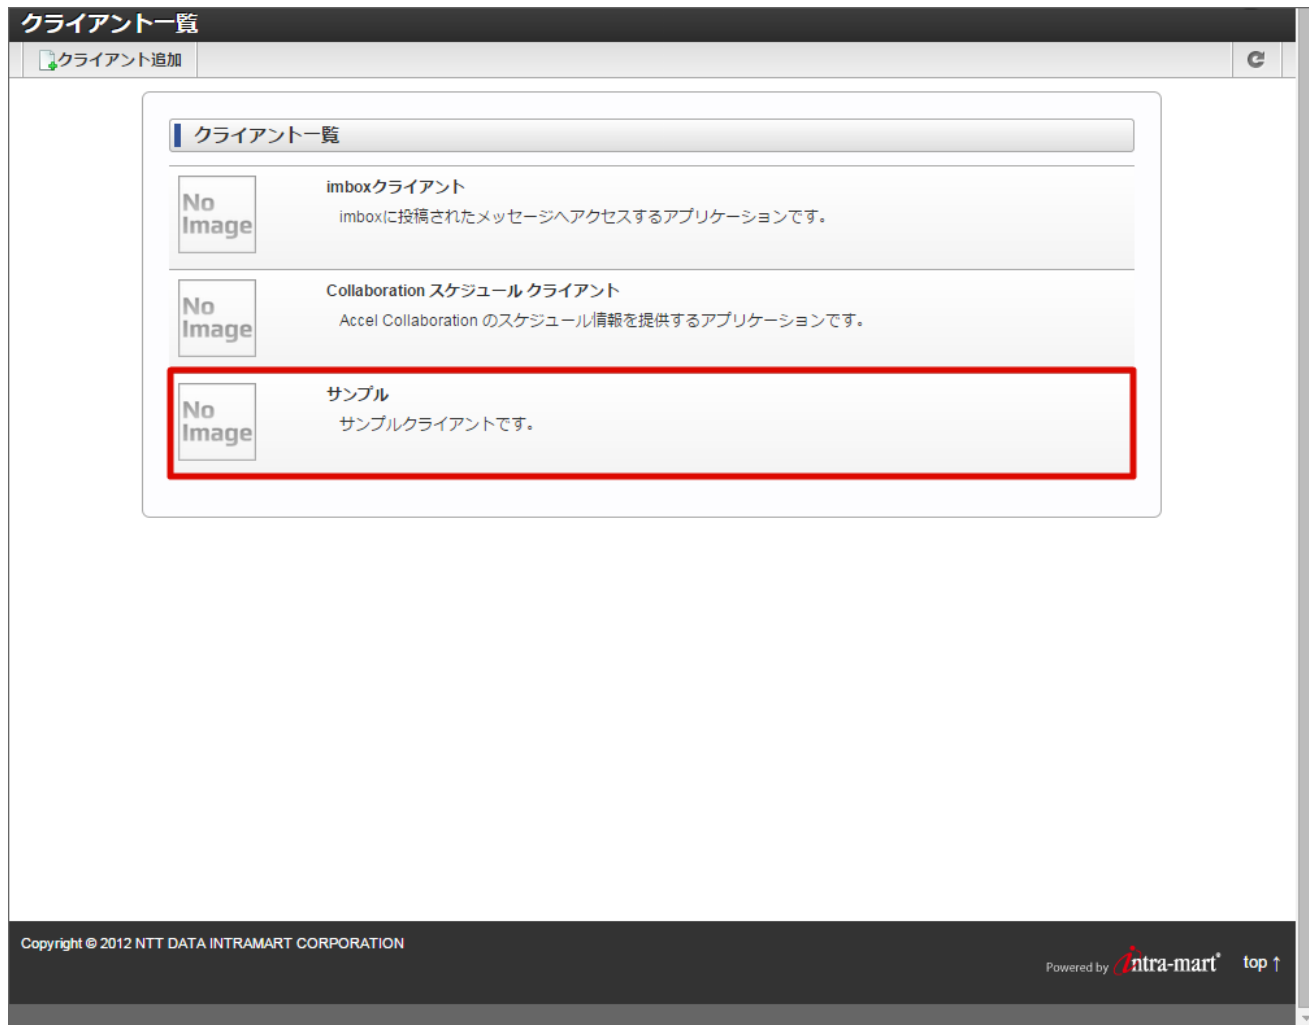 クライアント一覧
クライアント追加
クライアント一覧
No
Image
imboxクライアント
imboxに投稿されたメッセージへアクセスするアプリケーションです。
No
Image
Collaboration スケジュール クライアント
Accel Collaboration のスケジュール情報を提供するアプリケーションです。
No
Image
サンプル
サンプルクライアントです。
Copyright © 2012 NTT DATA INTRAMART CORPORATION
Powered by intra-mart® top ↑